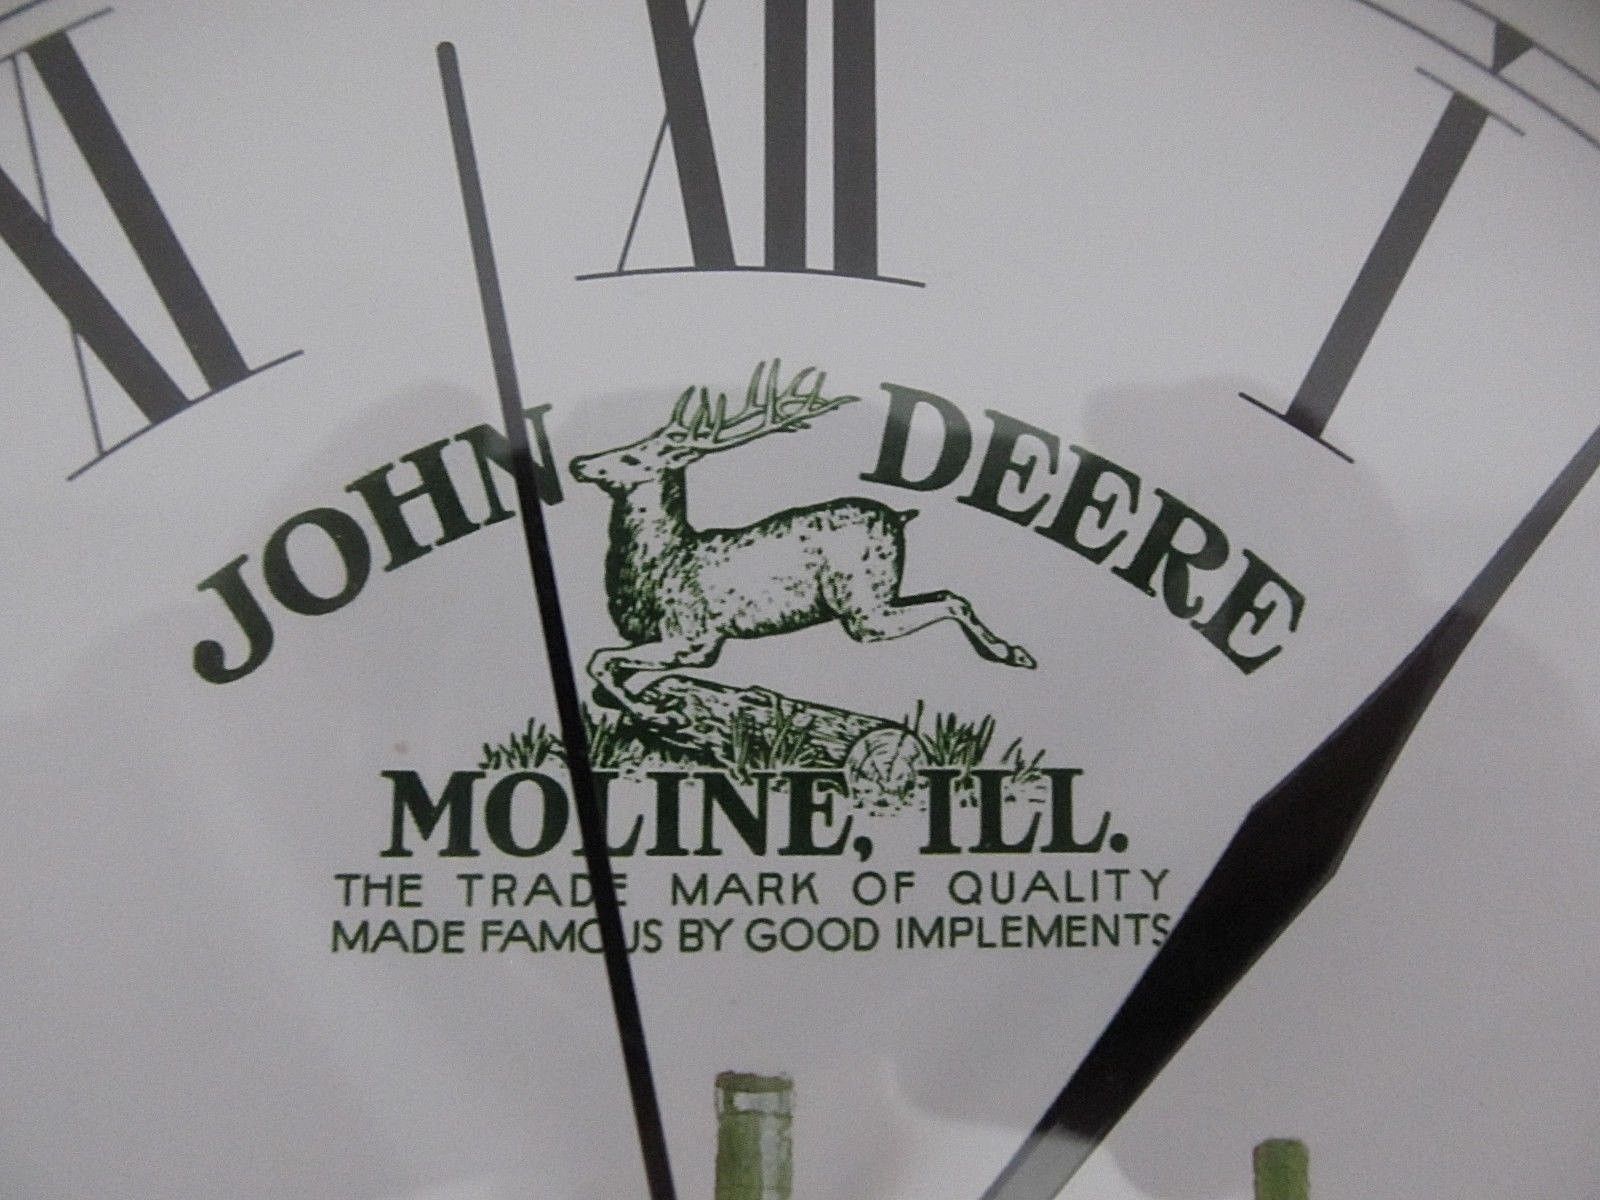 XI XII I
JOHN DEERE
MOLINE, ILL.
THE TRADE MARK OF QUALITY
MADE FAMOUS BY GOOD IMPLEMENTS